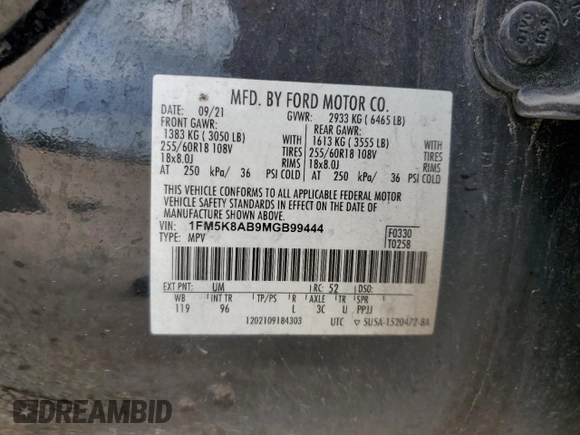 MFD. BY FORD MOTOR CO.
DATE: 09/21 GVWR: 2933 KG ( 6465 LB)
FRONT GAWR: REAR GAWR:
1383 KG ( 3050 LB) WITH 1613 KG ( 3555 LB) WITH
255/60R18 108V TIRES 255/60R18 108V TIRES
18x8.0J RIMS 18x8.0J RIMS
AT 250 kPa/ 36 PSI COLD AT 250 kPa/ 36 PSI COLD
THIS VEHICLE CONFORMS TO ALL APPLICABLE FEDERAL MOTOR
VEHICLE SAFETY STANDARDS IN EFFECT ON THE DATE OF
MANUFACTURE SHOWN ABOVE.
VIN: 1FM5K8AB9MGB99444 F0330
TYPE: MPV T0258
EXT PNT: UM RC: 52 DSO:
WB INT TR TP/PS R AXLE TR SPR
119 96 L 3C U PPJJ
1202109184303 UTC ▽ 5USA-1520472-BA
DREAMBID